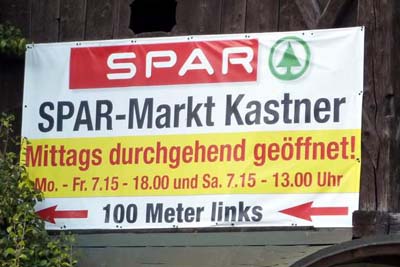 SPAR
SPAR-Markt Kastner
Mittags durchgehend geöffnet!
Mo. - Fr. 7.15 - 18.00 und Sa. 7.15 - 13.00 Uhr
100 Meter links